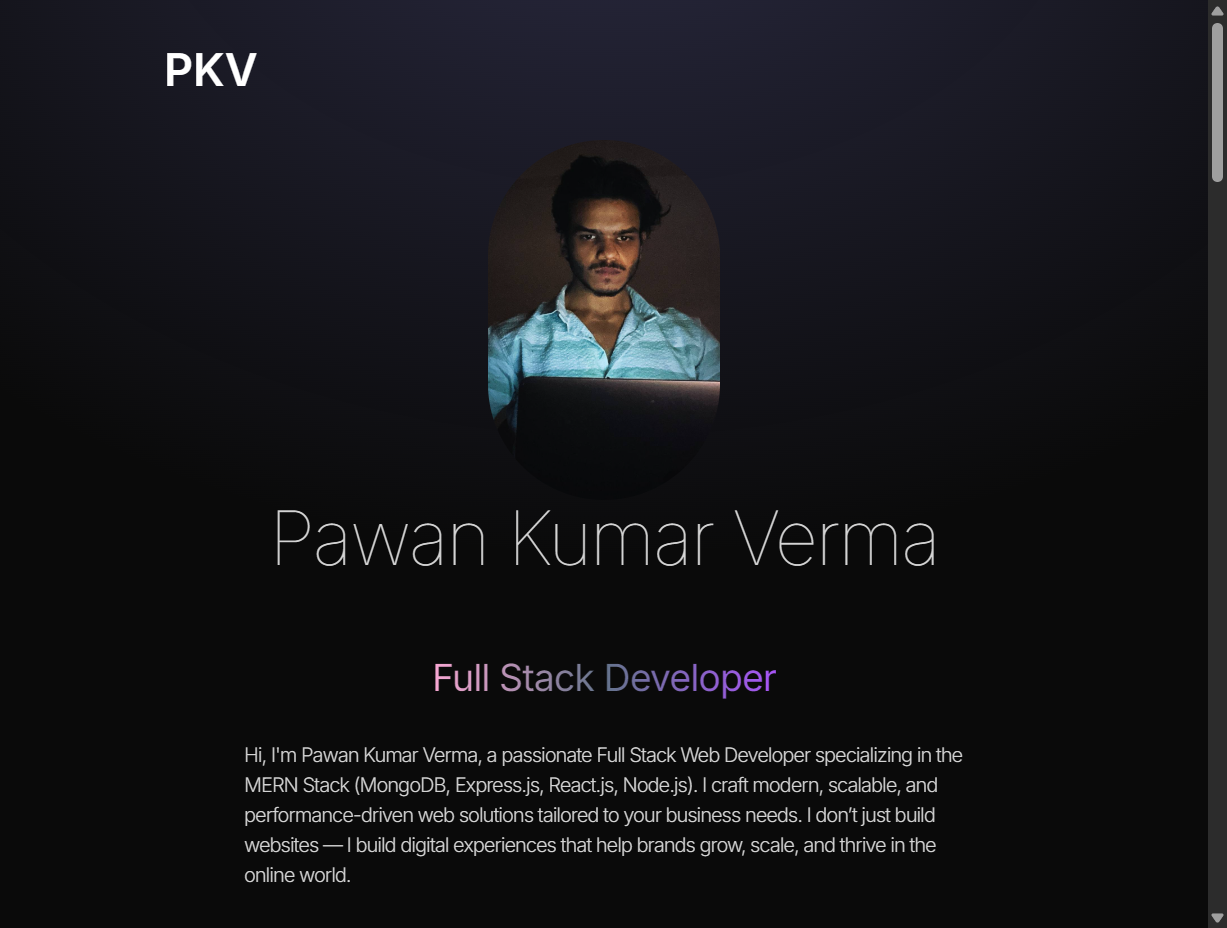 PKV
Pawan Kumar Verma
Full Stack Developer
Hi, I'm Pawan Kumar Verma, a passionate Full Stack Web Developer specializing in the
MERN Stack (MongoDB, Express.js, React.js, Node.js). I craft modern, scalable, and
performance-driven web solutions tailored to your business needs. I don’t just build
websites — I build digital experiences that help brands grow, scale, and thrive in the
online world.